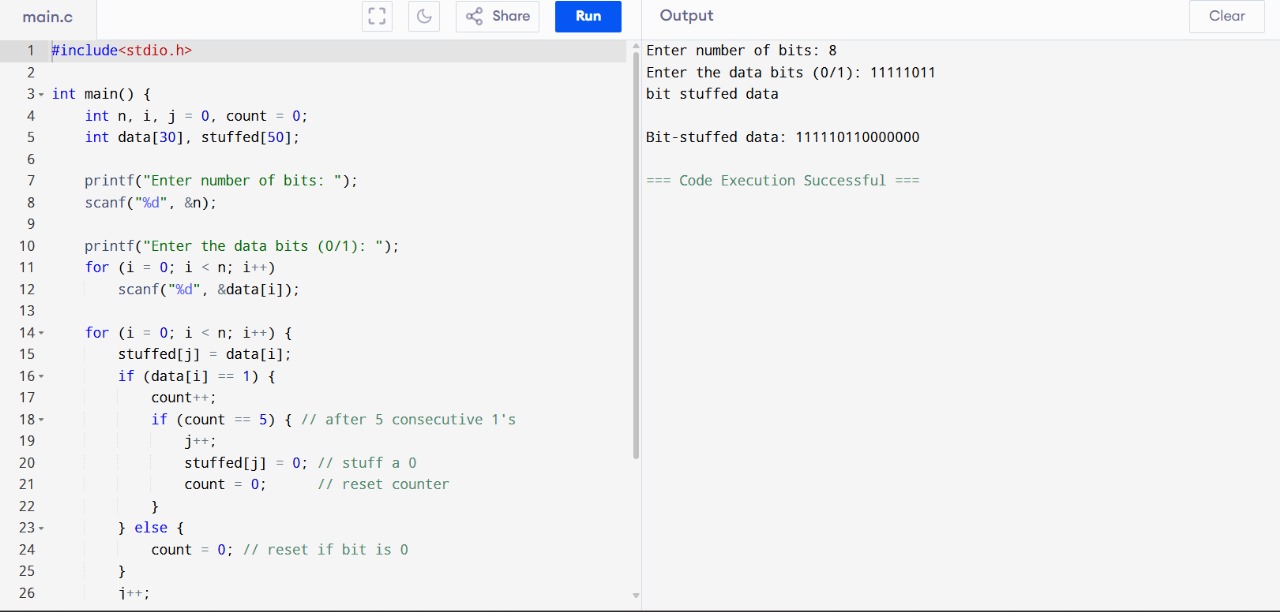 main.c
Share
Run
Output
Clear
1 #include<stdio.h>
2
3 int main() {
4     int n, i, j = 0, count = 0;
5     int data[30], stuffed[50];
6
7     printf("Enter number of bits: ");
8     scanf("%d", &n);
9
10     printf("Enter the data bits (0/1): ");
11     for (i = 0; i < n; i++)
12         scanf("%d", &data[i]);
13
14     for (i = 0; i < n; i++) {
15         stuffed[j] = data[i];
16         if (data[i] == 1) {
17             count++;
18             if (count == 5) { // after 5 consecutive 1's
19                 j++;
20                 stuffed[j] = 0; // stuff a 0
21                 count = 0;      // reset counter
22             }
23         } else {
24             count = 0; // reset if bit is 0
25         }
26         j++;
Enter number of bits: 8
Enter the data bits (0/1): 11111011
bit stuffed data
Bit-stuffed data: 111110110000000
=== Code Execution Successful ===